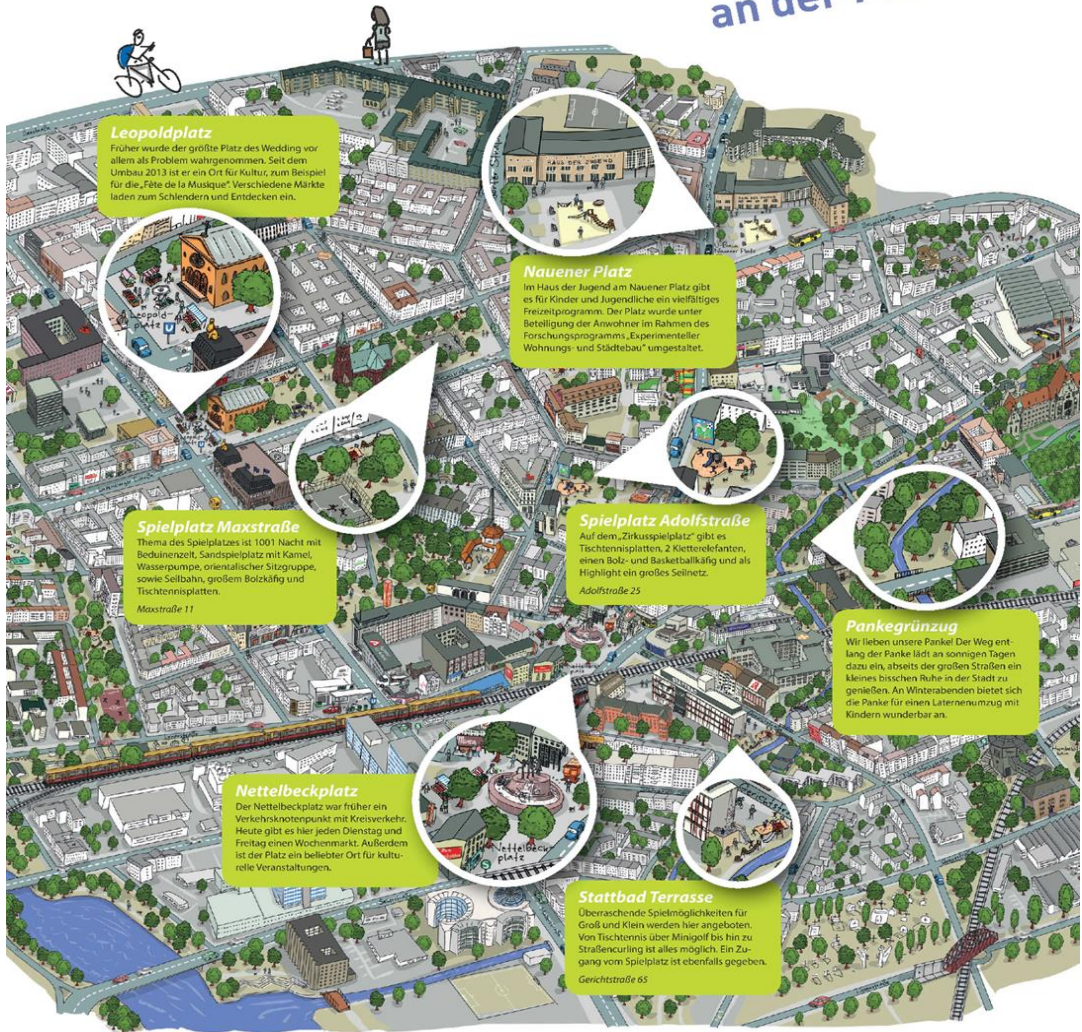 an der
Leopoldplatz
Früher wurde der größte Platz des Wedding vor
allem als Problem wahrgenommen. Seit dem
Umbau 2013 ist er ein Ort für Kultur, zum Beispiel
für die „Fête de la Musique“. Verschiedene Märkte
laden zum Schlendern und Entdecken ein.
HAUS DER JUGEND
Nauener Platz
Leopold-
platz
U
Nauener Platz
Im Haus der Jugend am Nauener Platz gibt
es für Kinder und Jugendliche ein vielfältiges
Freizeitprogramm. Der Platz wurde unter
Beteiligung der Anwohner im Rahmen des
Forschungsprogramms „Experimenteller
Wohnungs- und Städtebau“ umgestaltet.
Spielplatz Maxstraße
Thema des Spielplatzes ist 1001 Nacht mit
Beduinenzelt, Sandspielplatz mit Kamel,
Wasserpumpe, orientalischer Sitzgruppe,
sowie Seilbahn, großem Bolzkäfig und
Tischtennisplatten.
Maxstraße 11
Spielplatz Adolfstraße
Auf dem „Zirkusspielplatz“ gibt es
Tischtennisplatten, 2 Kletterelefanten,
einen Bolz- und Basketballkäfig und als
Highlight ein großes Seilnetz.
Adolfstraße 25
Pankegrünzug
Wir lieben unsere Panke! Der Weg ent-
lang der Panke lädt an sonnigen Tagen
dazu ein, abseits der großen Straßen ein
kleines bisschen Ruhe in der Stadt zu
genießen. An Winterabenden bietet sich
die Panke für einen Laternenumzug mit
Kindern wunderbar an.
Nettelbeckplatz
Der Nettelbeckplatz war früher ein
Verkehrsknotenpunkt mit Kreisverkehr.
Heute gibt es hier jeden Dienstag und
Freitag einen Wochenmarkt. Außerdem
ist der Platz ein beliebter Ort für kultu-
relle Veranstaltungen.
Nettelbeck-
platz
S
Stattbad Terrasse
Überraschende Spielmöglichkeiten für
Groß und Klein werden hier angeboten.
Von Tischtennis über Minigolf bis hin zu
Straßencurling ist alles möglich. Ein Zu-
gang vom Spielplatz ist ebenfalls gegeben.
Gerichtstraße 65